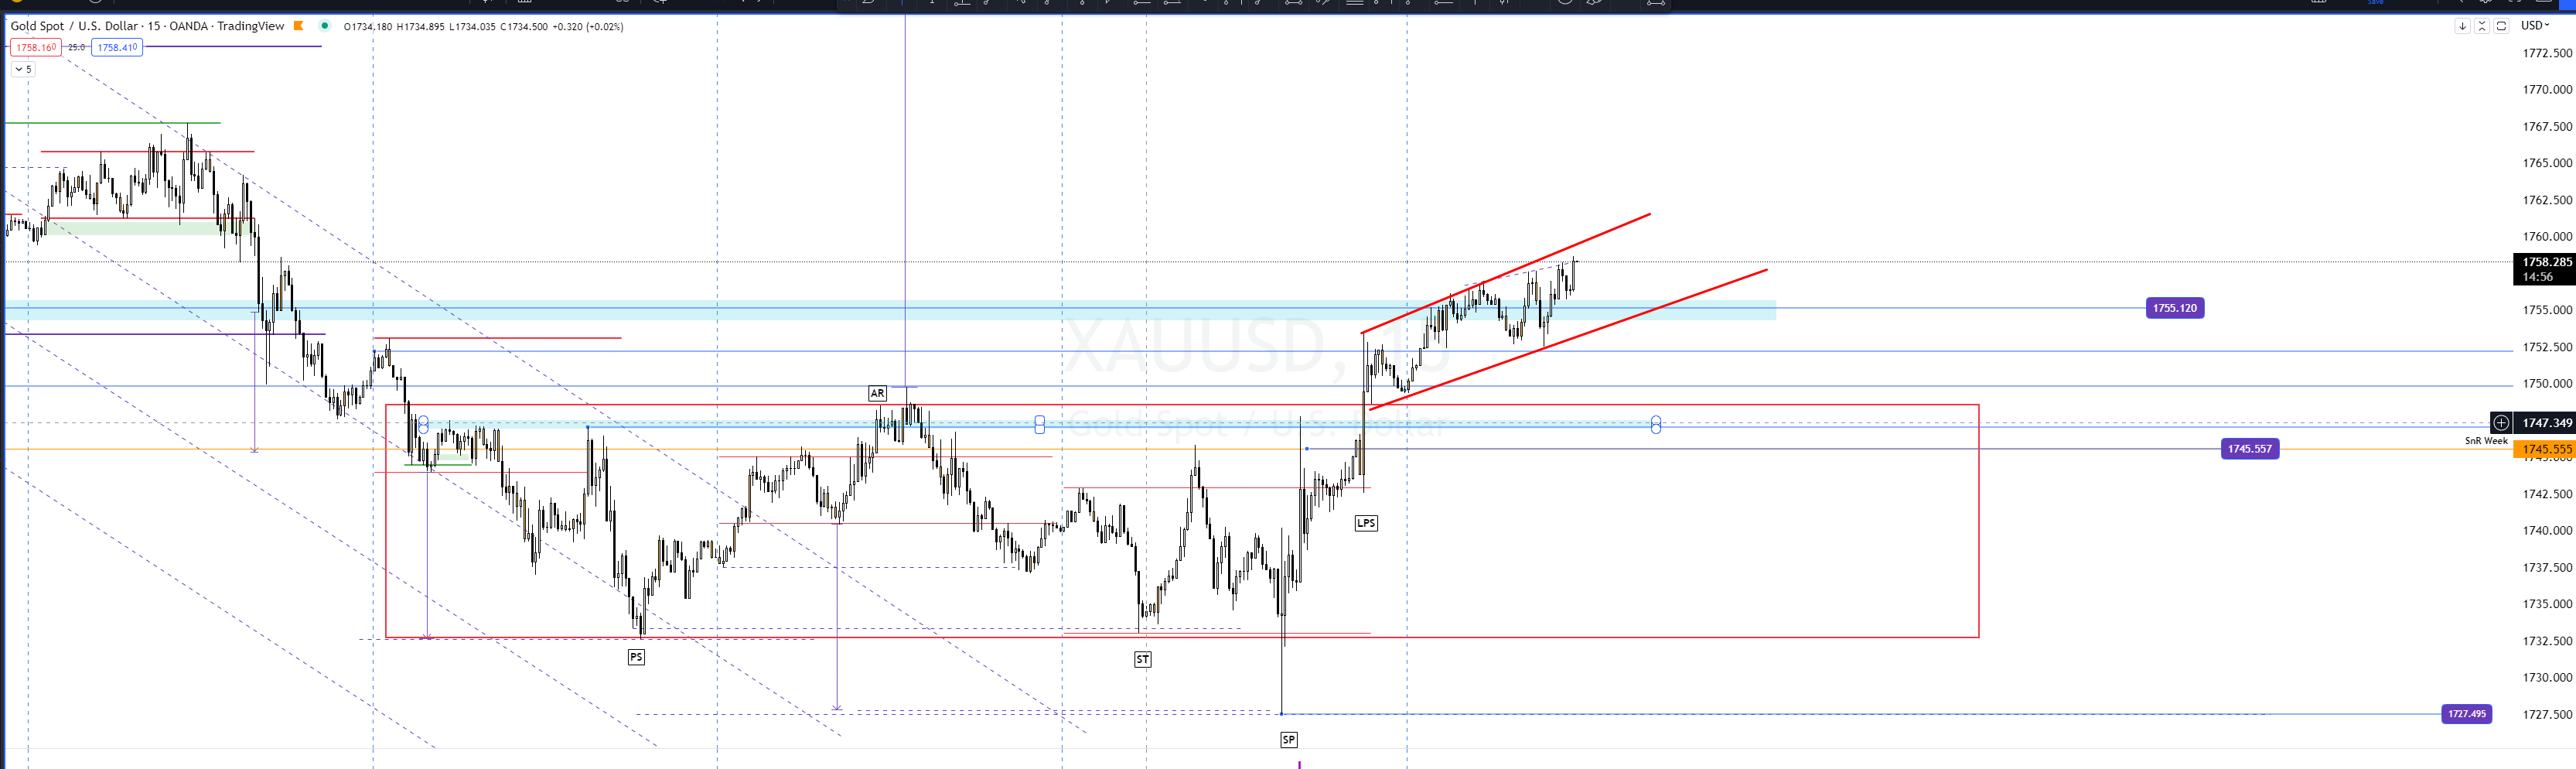 Gold Spot / U.S. Dollar · 15 · OANDA · TradingView O1734.180 H1734.895 L1734.035 C1734.500 +0.320 (+0.02%)
USD
1758.160 25.0 1758.410
5
1772.500
1770.000
1767.500
1765.000
1762.500
1760.000
1758.285
14:56
1755.120
1755.000
XAUUSD, 15
1752.500
1750.000
AR
Gold Spot / U.S. Dollar
1747.349
SnR Week
1745.557
1745.555
1742.500
LPS
1740.000
1737.500
1735.000
1732.500
PS
ST
1730.000
1727.495
1727.500
SP